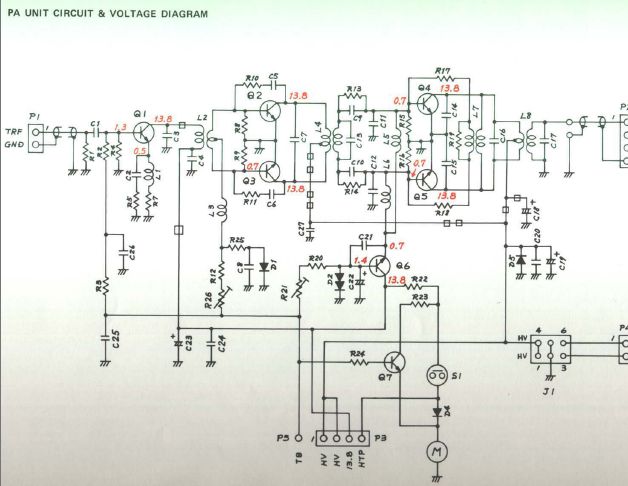 PA UNIT CIRCUIT & VOLTAGE DIAGRAM
R17
R10
C5
13.8
R13
Q4
13.8
Q2
P1
Q1
13.8
L2
0.7
C14
L7
L8
P2
TRF
1
C1
1.3
C3
R8
C7
L4
C4
C11
R15
L5
C16
C17
GND
R1
R2
R4
0.5
C4
R9
C13
C2
L1
0.7
Q3
C10
C12
R16
0.7
C15
R5
R7
R11
C6
13.8
R14
L6
Q5
13.8
L3
R18
C18
C27
C26
R25
C21
0.7
C20
R3
R12
C8
D1
R20
1.4
Q6
D5
C19
R26
R21
D2
C22
13.8
R22
R23
C25
C23
C24
HV
4
6
1
P4
R24
Q7
HV
1
3
S1
J1
D4
P5
1
P3
M
TB
HV
HV
13.8
HTP